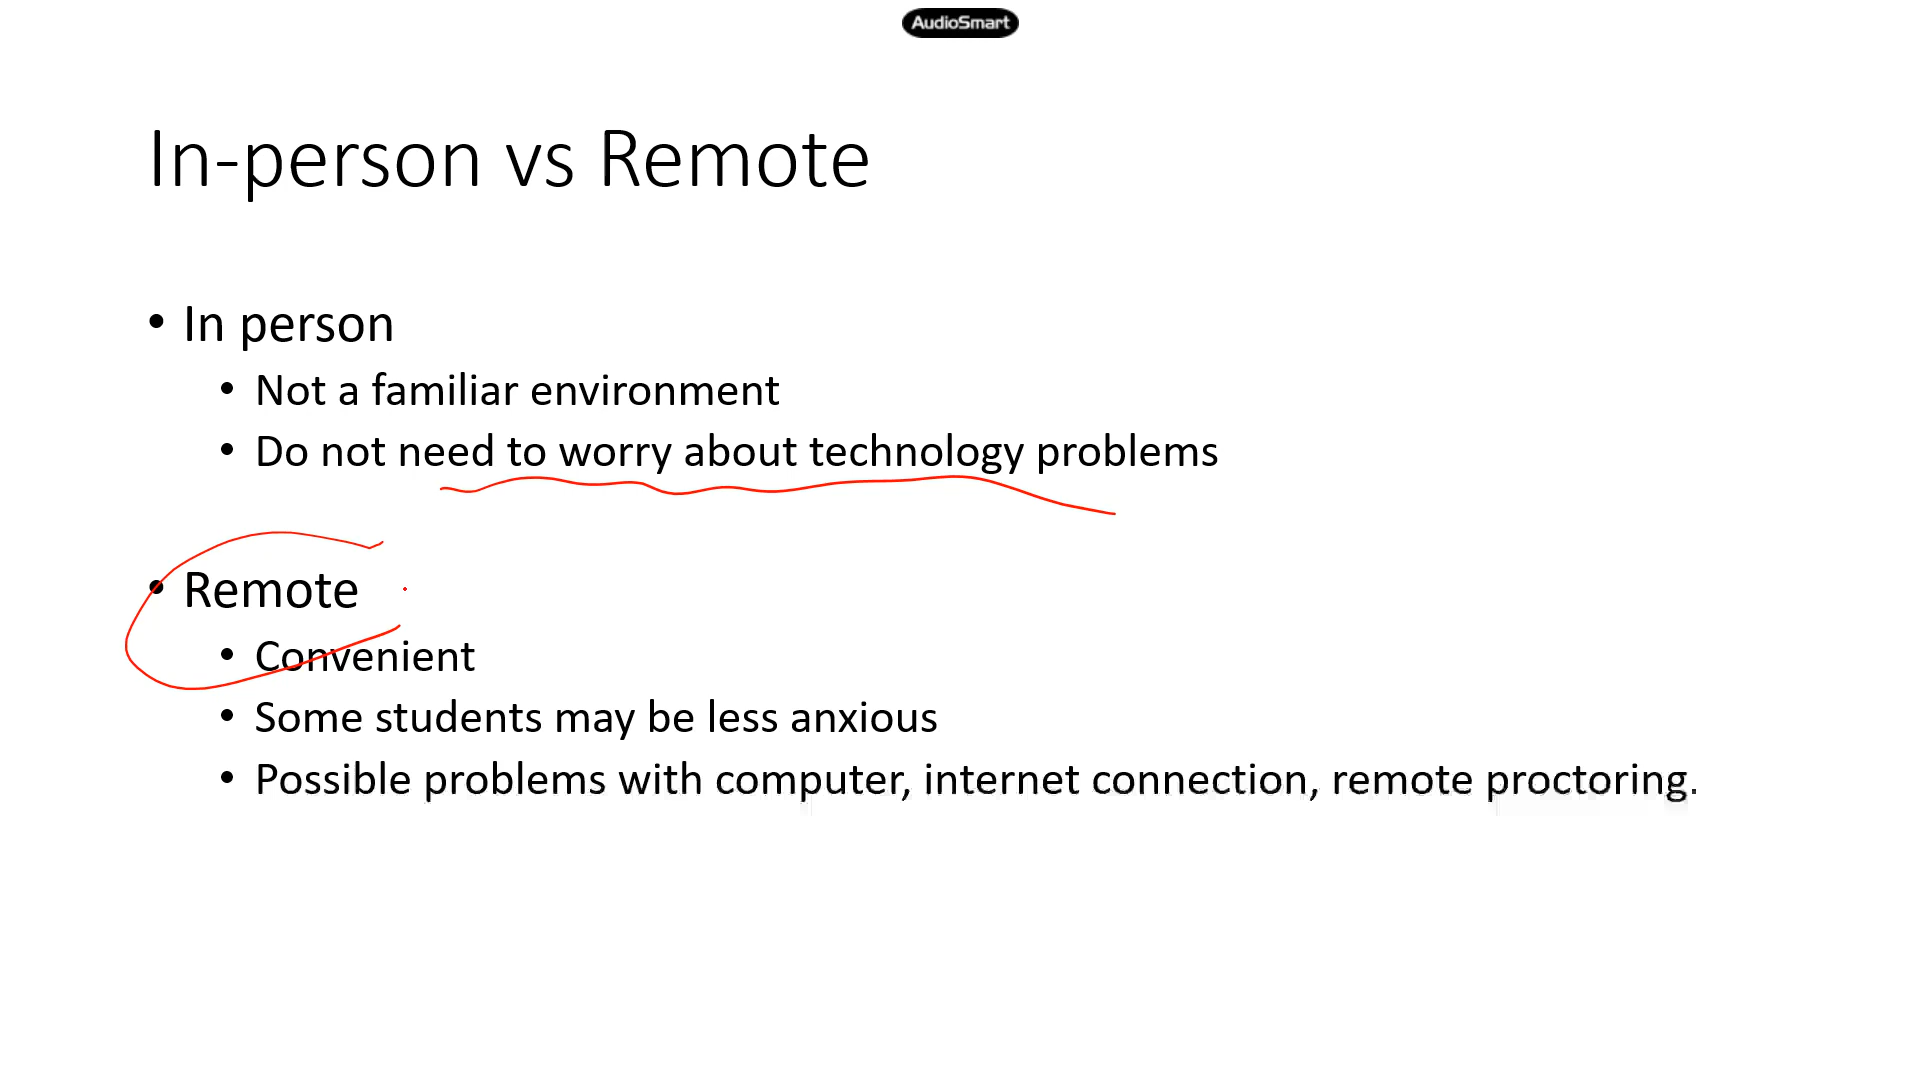 AudioSmart
In-person vs Remote
• In person
• Not a familiar environment
• Do not need to worry about technology problems
• Remote
• Convenient
• Some students may be less anxious
• Possible problems with computer, internet connection, remote proctoring.